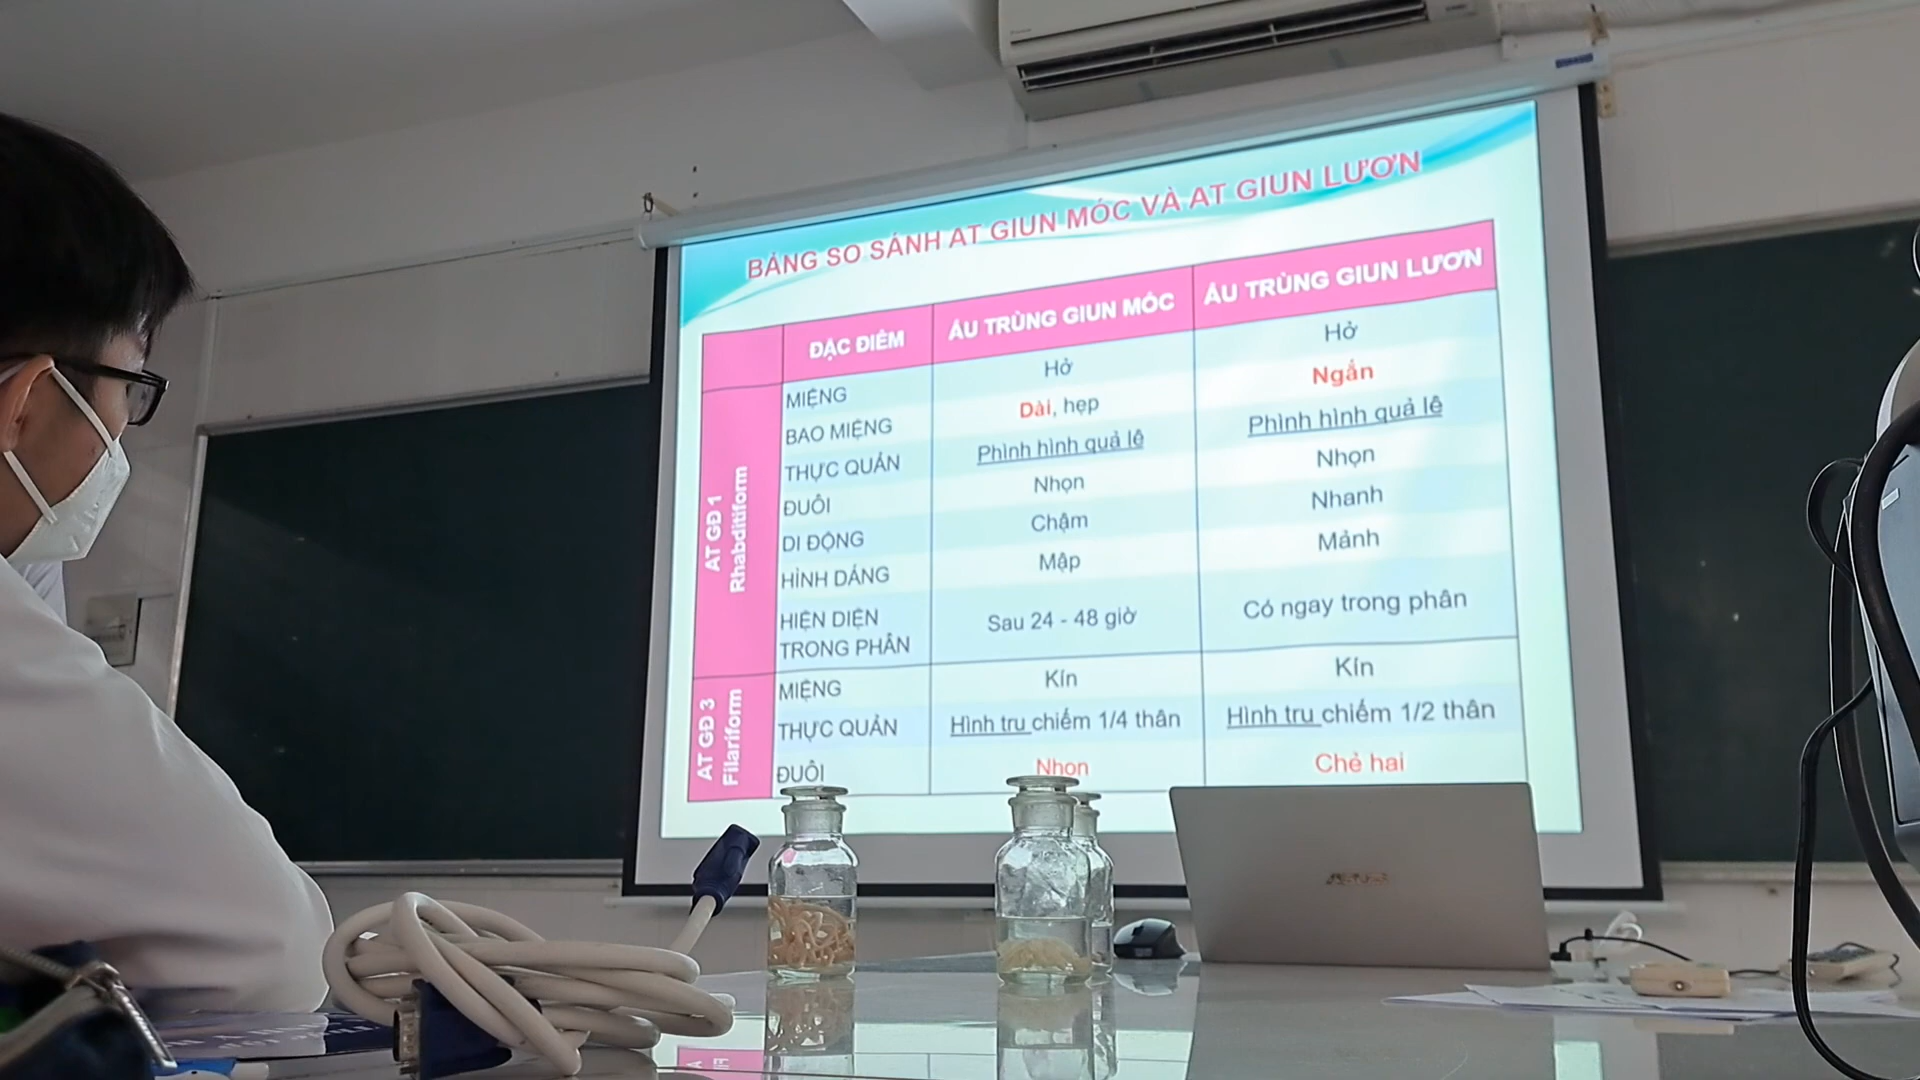 BẢNG SO SÁNH AT GIUN MÓC VÀ AT GIUN LƯƠN
ĐẶC ĐIỂM ẤU TRÙNG GIUN MÓC ẤU TRÙNG GIUN LƯƠN
AT GĐ 1
Rhabditiform
MIỆNG Hở Hở
BAO MIỆNG Dài, hẹp Ngắn
THỰC QUẢN Phình hình quả lê Phình hình quả lê
ĐUÔI Nhọn Nhọn
DI ĐỘNG Chậm Nhanh
HÌNH DÁNG Mập Mảnh
HIỆN DIỆN
TRONG PHÂN Sau 24 - 48 giờ Có ngay trong phân
AT GĐ 3
Filariform
MIỆNG Kín Kín
THỰC QUẢN Hình trụ chiếm 1/4 thân Hình trụ chiếm 1/2 thân
ĐUÔI Nhọn Chẻ hai
ASUS